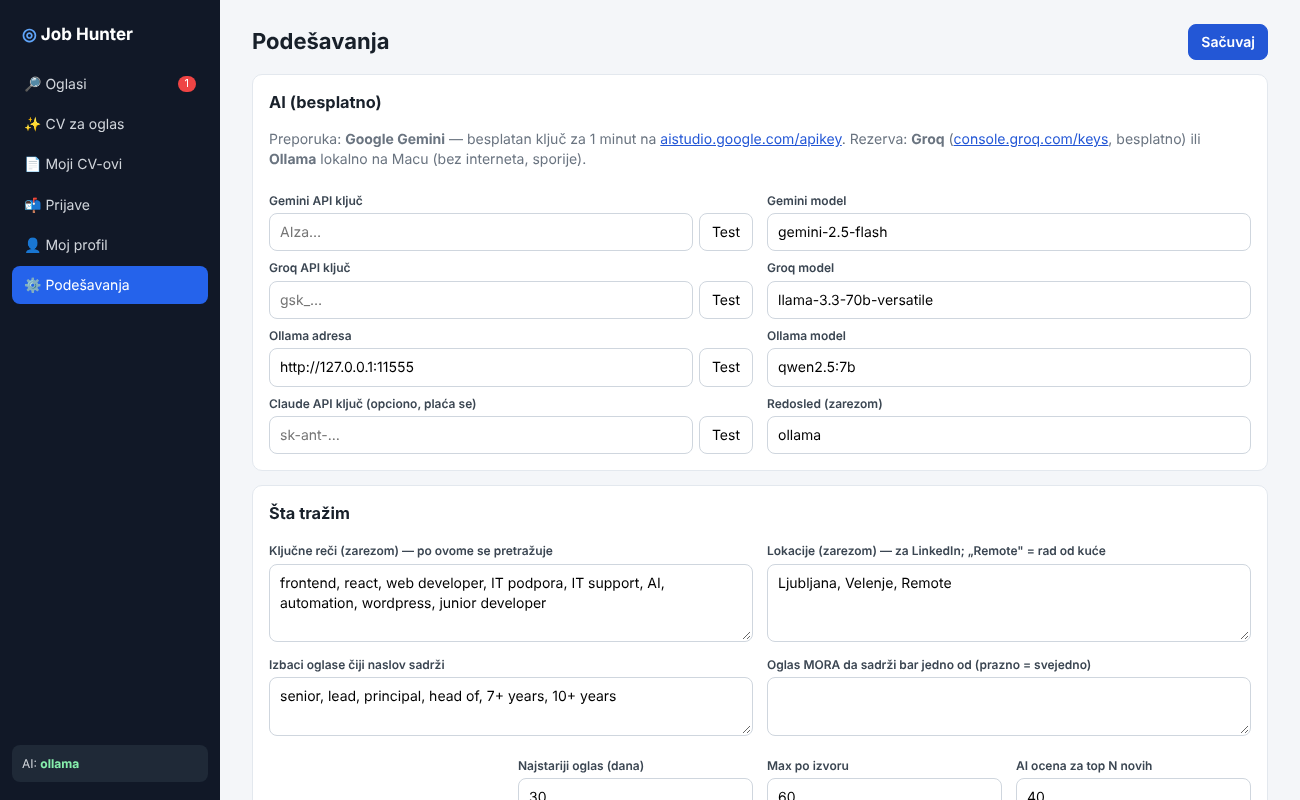 Job Hunter
Oglasi 1
CV za oglas
Moji CV-ovi
Prijave
Moj profil
Podešavanja
AI: ollama
Podešavanja
Sačuvaj
AI (besplatno)
Preporuka: Google Gemini — besplatan ključ za 1 minut na aistudio.google.com/apikey. Rezerva: Groq (console.groq.com/keys, besplatno) ili
Ollama lokalno na Macu (bez interneta, sporije).
Gemini API ključ
AIza...
Test
Gemini model
gemini-2.5-flash
Groq API ključ
gsk_...
Test
Groq model
llama-3.3-70b-versatile
Ollama adresa
http://127.0.0.1:11555
Test
Ollama model
qwen2.5:7b
Claude API ključ (opciono, plaća se)
sk-ant-...
Test
Redosled (zarezom)
ollama
Šta tražim
Ključne reči (zarezom) — po ovome se pretražuje
frontend, react, web developer, IT podpora, IT support, AI,
automation, wordpress, junior developer
Lokacije (zarezom) — za LinkedIn; „Remote" = rad od kuće
Ljubljana, Velenje, Remote
Izbaci oglase čiji naslov sadrži
senior, lead, principal, head of, 7+ years, 10+ years
Oglas MORA da sadrži bar jedno od (prazno = svejedno)
Najstariji oglas (dana)
30
Max po izvoru
60
AI ocena za top N novih
40